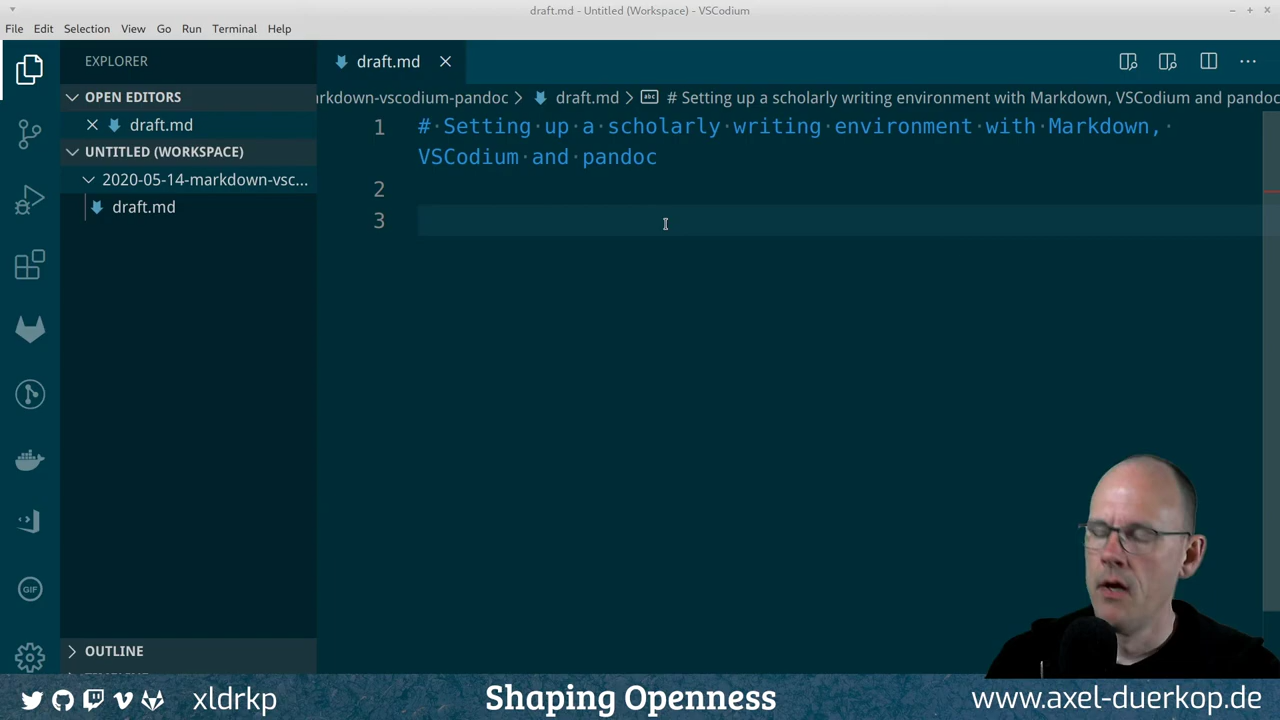 draft.md - Untitled (Workspace) - VSCodium
File Edit Selection View Go Run Terminal Help
EXPLORER
draft.md
OPEN EDITORS
rkdown-vscodium-pandoc > draft.md > # Setting up a scholarly writing environment with Markdown, VSCodium and pandoc
draft.md
1 # Setting up a scholarly writing environment with Markdown,
VSCodium and pandoc
UNTITLED (WORKSPACE)
2020-05-14-markdown-vsc...
2
draft.md
3
GIF
OUTLINE
xldrkp
Shaping Openness
www.axel-duerkop.de